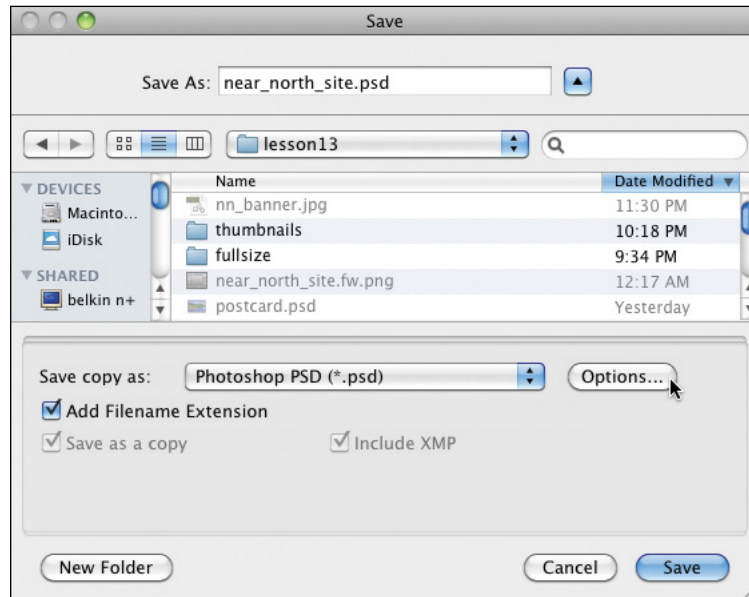 Save
Save As: near_north_site.psd
lesson13
DEVICES
Macinto...
iDisk
SHARED
belkin n+
Name Date Modified
nn_banner.jpg 11:30 PM
thumbnails 10:18 PM
fullsize 9:34 PM
near_north_site.fw.png 12:17 AM
postcard.psd Yesterday
Save copy as: Photoshop PSD (*.psd) Options...
Add Filename Extension
Save as a copy Include XMP
New Folder Cancel Save